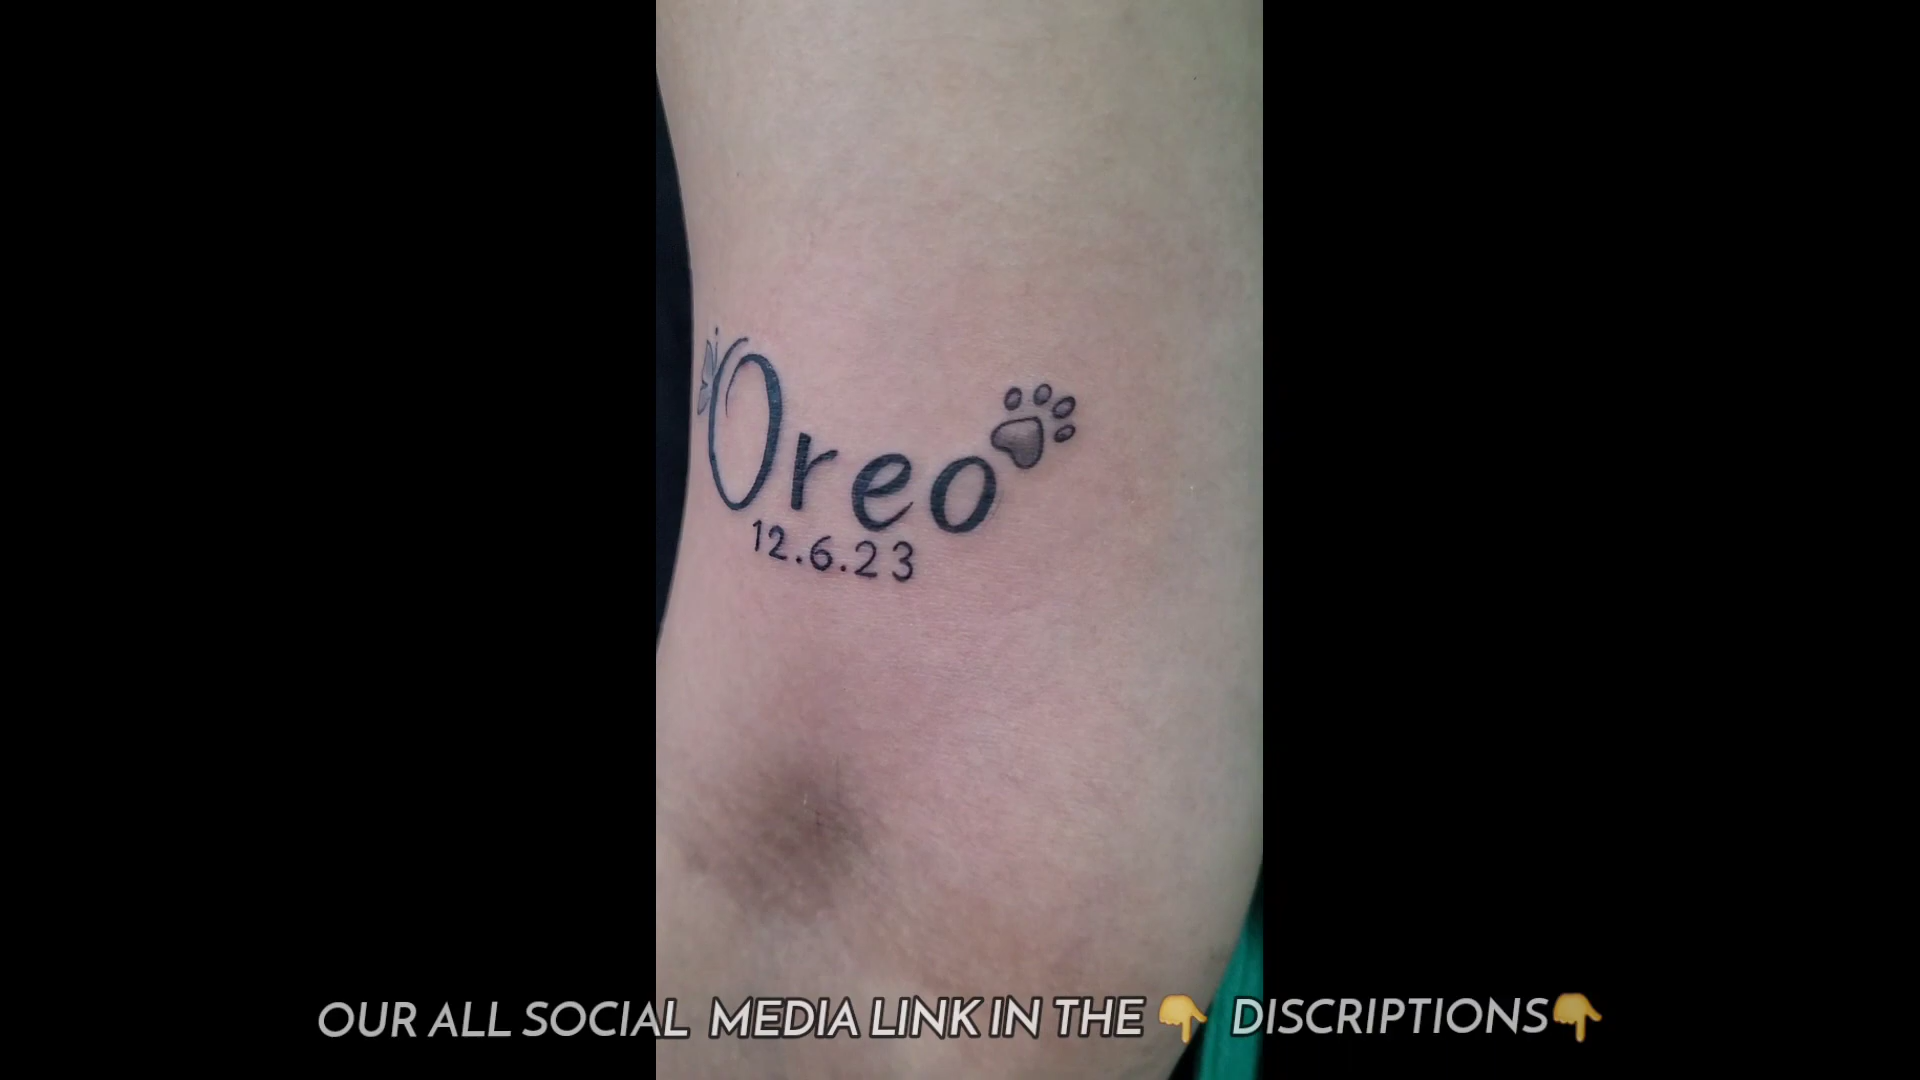 Oreo
12.6.23
OUR ALL SOCIAL MEDIA LINK IN THE 👇 DISCRIPTIONS👇